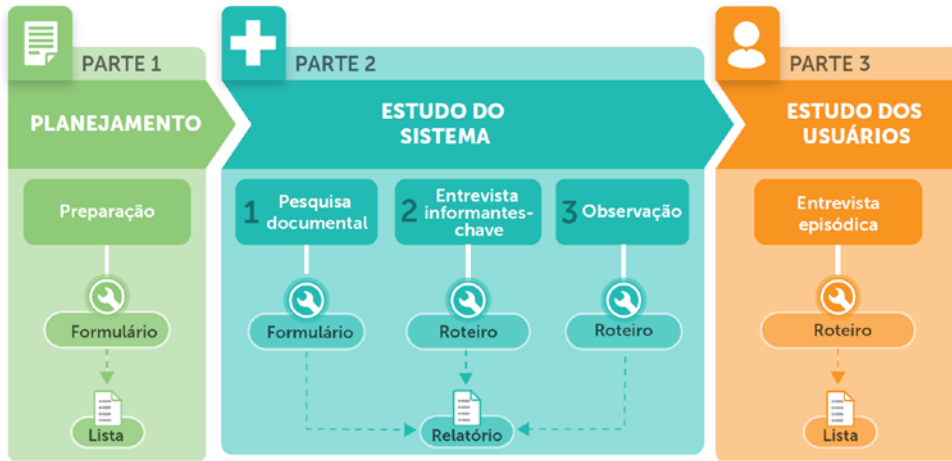 PARTE 1
PLANEJAMENTO
Preparação
Formulário
Lista
PARTE 2
ESTUDO DO
SISTEMA
1 Pesquisa
documental
Formulário
2 Entrevista
informantes-
chave
Roteiro
3 Observação
Roteiro
Relatório
PARTE 3
ESTUDO DOS
USUÁRIOS
Entrevista
episódica
Roteiro
Lista